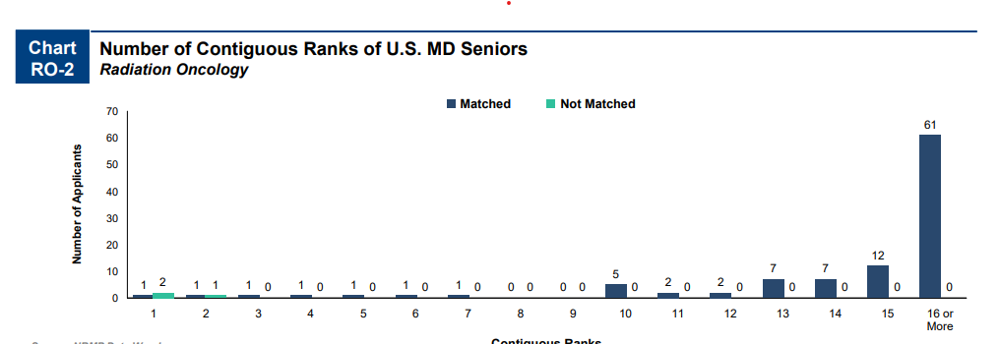 Chart
RO-2
Number of Contiguous Ranks of U.S. MD Seniors
Radiation Oncology
Matched Not Matched
Number of Applicants
70
60
50
40
30
20
10
0
1 2 1 1 1 0 1 0 1 0 1 0 1 0 0 0 0 0 5 0 2 0 2 0 7 0 7 0 12 0 61 0
1 2 3 4 5 6 7 8 9 10 11 12 13 14 15 16 or
More
Contiguous Ranks